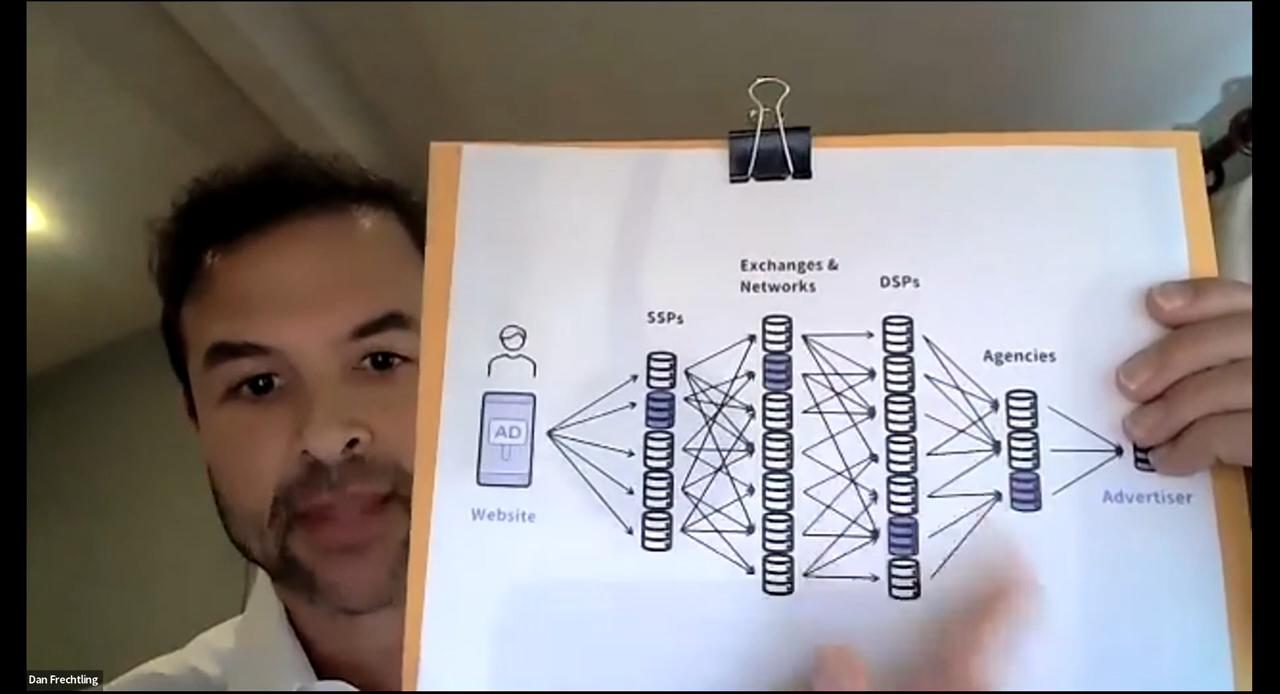 Exchanges &
Networks
DSPs
SSPs
Agencies
AD
Website
Advertiser
Dan Frechtling